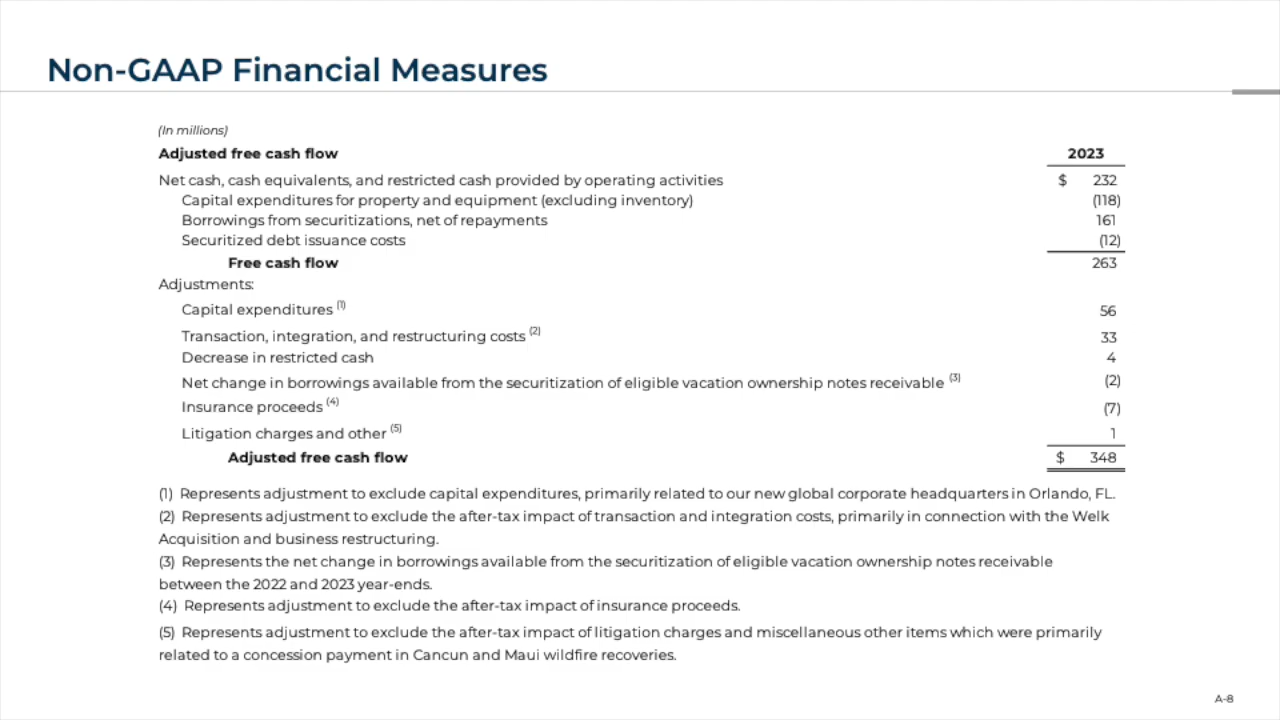 Non-GAAP Financial Measures
(In millions)
Adjusted free cash flow 2023
Net cash, cash equivalents, and restricted cash provided by operating activities $ 232
Capital expenditures for property and equipment (excluding inventory) (118)
Borrowings from securitizations, net of repayments 161
Securitized debt issuance costs (12)
Free cash flow 263
Adjustments:
Capital expenditures (1) 56
Transaction, integration, and restructuring costs (2) 33
Decrease in restricted cash 4
Net change in borrowings available from the securitization of eligible vacation ownership notes receivable (3) (2)
Insurance proceeds (4) (7)
Litigation charges and other (5) 1
Adjusted free cash flow $ 348
(1) Represents adjustment to exclude capital expenditures, primarily related to our new global corporate headquarters in Orlando, FL.
(2) Represents adjustment to exclude the after-tax impact of transaction and integration costs, primarily in connection with the Welk
Acquisition and business restructuring.
(3) Represents the net change in borrowings available from the securitization of eligible vacation ownership notes receivable
between the 2022 and 2023 year-ends.
(4) Represents adjustment to exclude the after-tax impact of insurance proceeds.
(5) Represents adjustment to exclude the after-tax impact of litigation charges and miscellaneous other items which were primarily
related to a concession payment in Cancun and Maui wildfire recoveries.
A-8